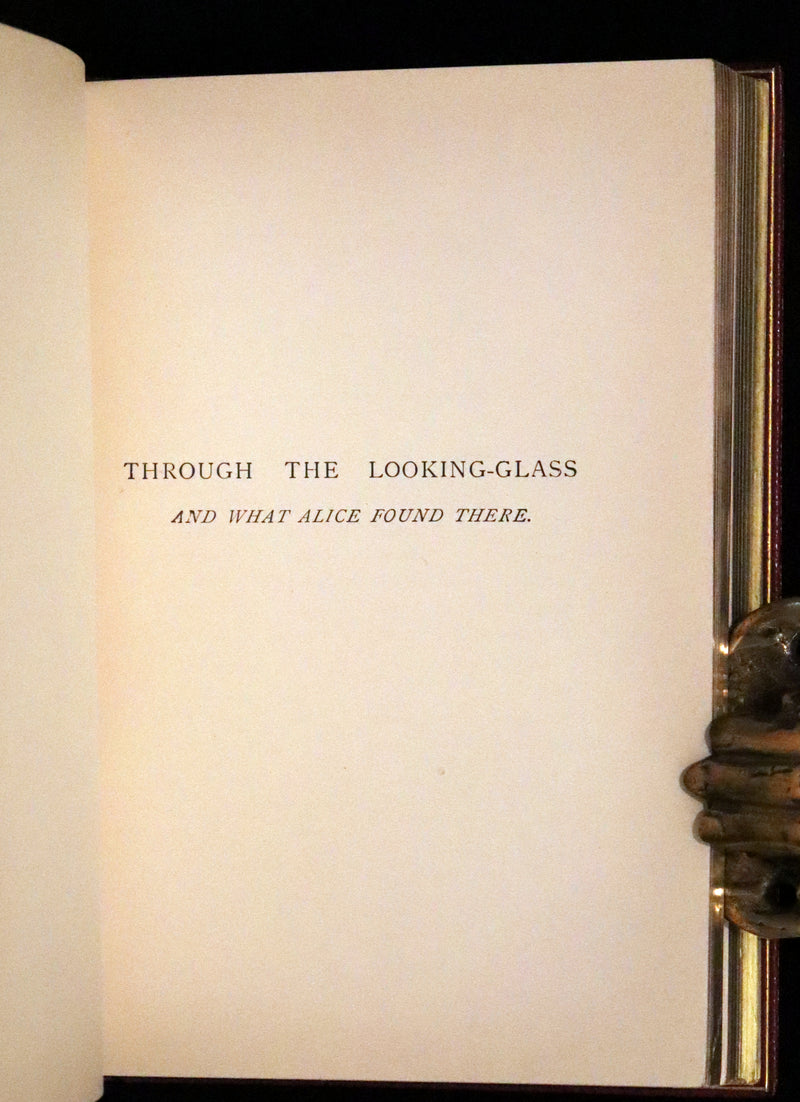 THROUGH THE LOOKING-GLASS
AND WHAT ALICE FOUND THERE.